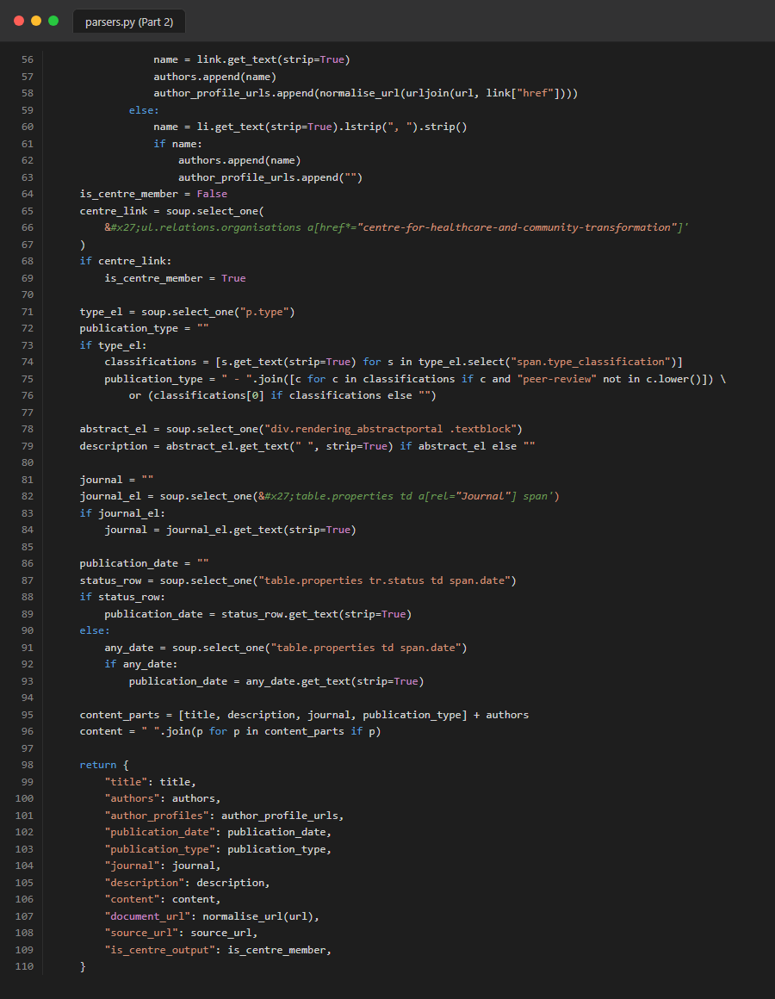 parsers.py (Part 2)
56                 name = link.get_text(strip=True)
57                 authors.append(name)
58                 author_profile_urls.append(normalise_url(urljoin(url, link["href"])))
59             else:
60                 name = li.get_text(strip=True).lstrip(", ").strip()
61                 if name:
62                     authors.append(name)
63                     author_profile_urls.append("")
64     is_centre_member = False
65     centre_link = soup.select_one(
66         &#x27;ul.relations.organisations a[href*="centre-for-healthcare-and-community-transformation"]'
67     )
68     if centre_link:
69         is_centre_member = True
70
71     type_el = soup.select_one("p.type")
72     publication_type = ""
73     if type_el:
74         classifications = [s.get_text(strip=True) for s in type_el.select("span.type_classification")]
75         publication_type = " - ".join([c for c in classifications if c and "peer-review" not in c.lower()]) \
76             or (classifications[0] if classifications else "")
77
78     abstract_el = soup.select_one("div.rendering_abstractportal .textblock")
79     description = abstract_el.get_text(" ", strip=True) if abstract_el else ""
80
81     journal = ""
82     journal_el = soup.select_one(&#x27;table.properties td a[rel="Journal"] span')
83     if journal_el:
84         journal = journal_el.get_text(strip=True)
85
86     publication_date = ""
87     status_row = soup.select_one("table.properties tr.status td span.date")
88     if status_row:
89         publication_date = status_row.get_text(strip=True)
90     else:
91         any_date = soup.select_one("table.properties td span.date")
92         if any_date:
93             publication_date = any_date.get_text(strip=True)
94
95     content_parts = [title, description, journal, publication_type] + authors
96     content = " ".join(p for p in content_parts if p)
97
98     return {
99         "title": title,
100         "authors": authors,
101         "author_profiles": author_profile_urls,
102         "publication_date": publication_date,
103         "publication_type": publication_type,
104         "journal": journal,
105         "description": description,
106         "content": content,
107         "document_url": normalise_url(url),
108         "source_url": source_url,
109         "is_centre_output": is_centre_member,
110     }